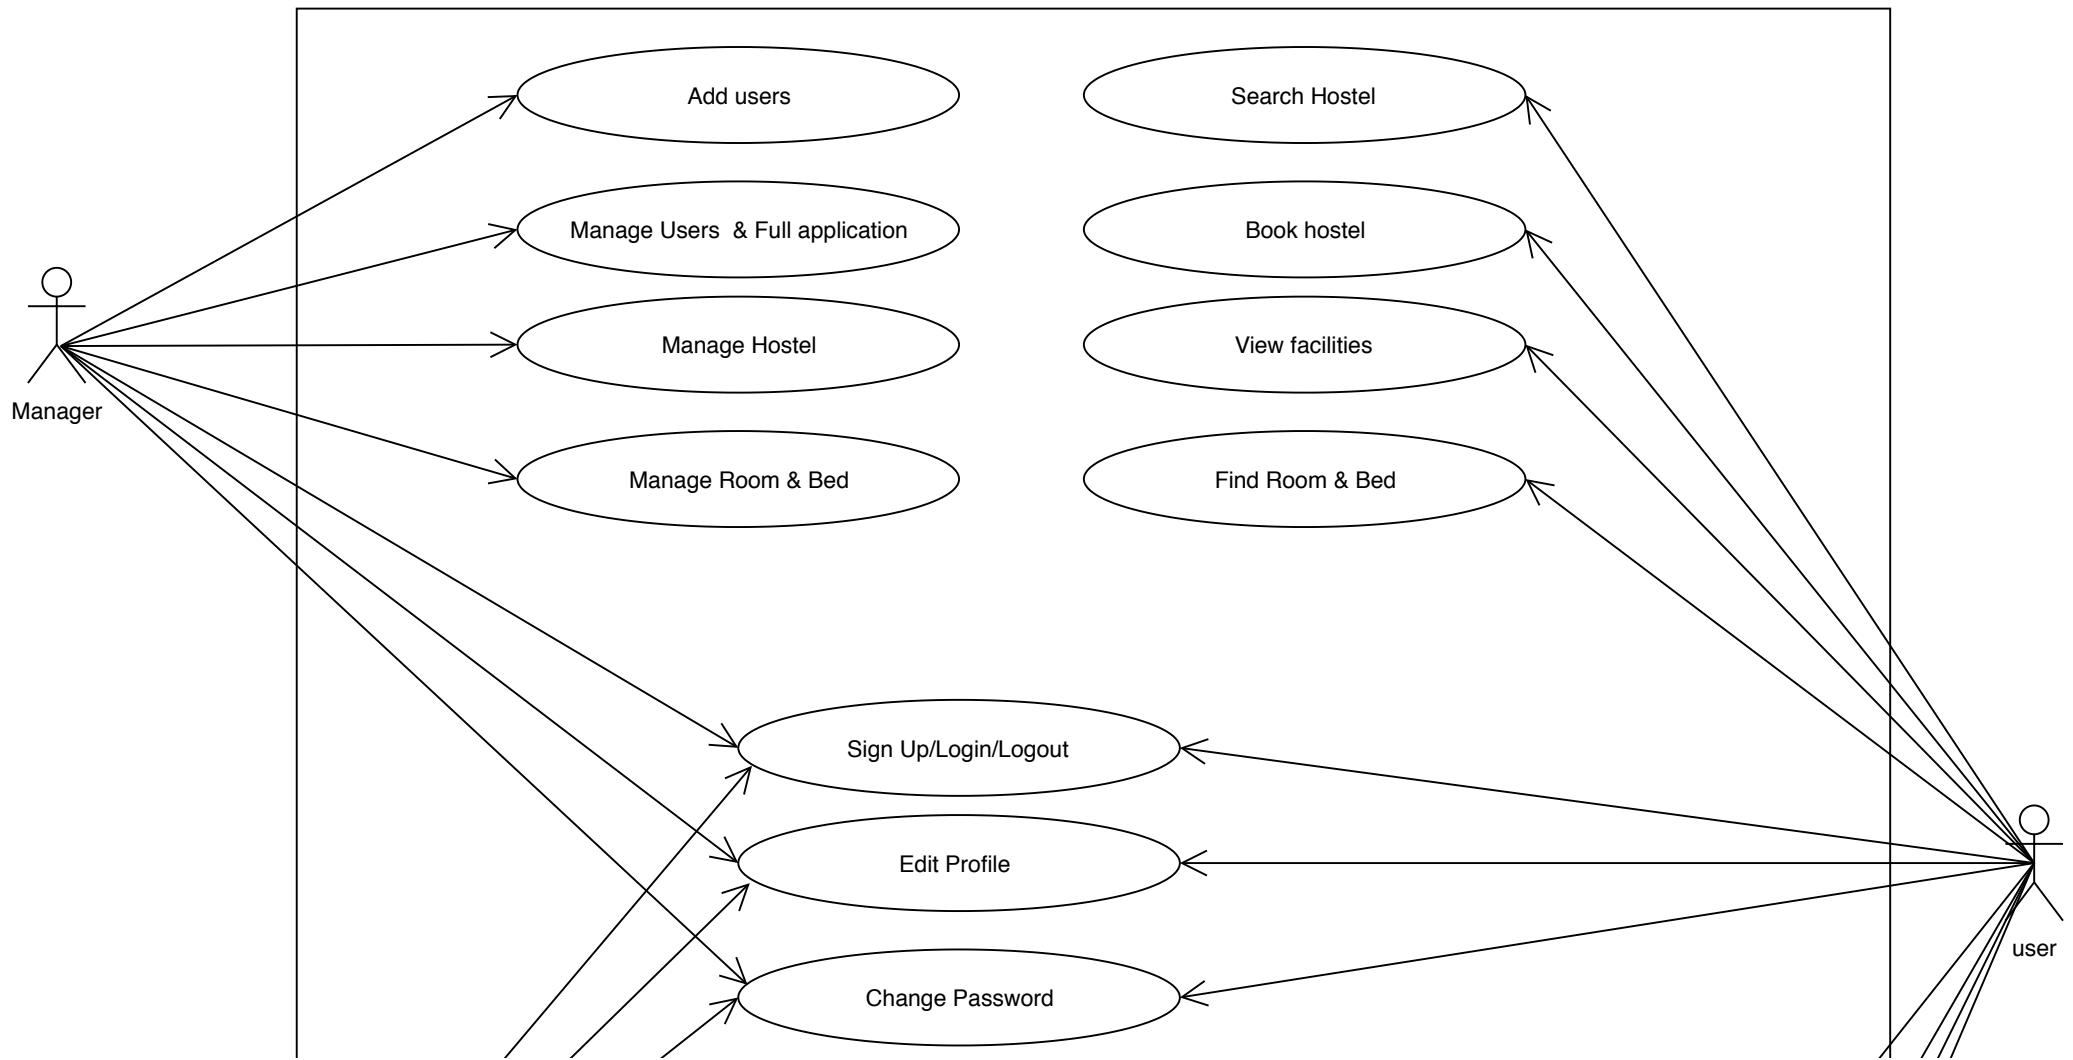 Add users
Search Hostel
Manage Users  & Full application
Book hostel
Manage Hostel
View facilities
Manager
Manage Room & Bed
Find Room & Bed
Sign Up/Login/Logout
Edit Profile
user
Change Password